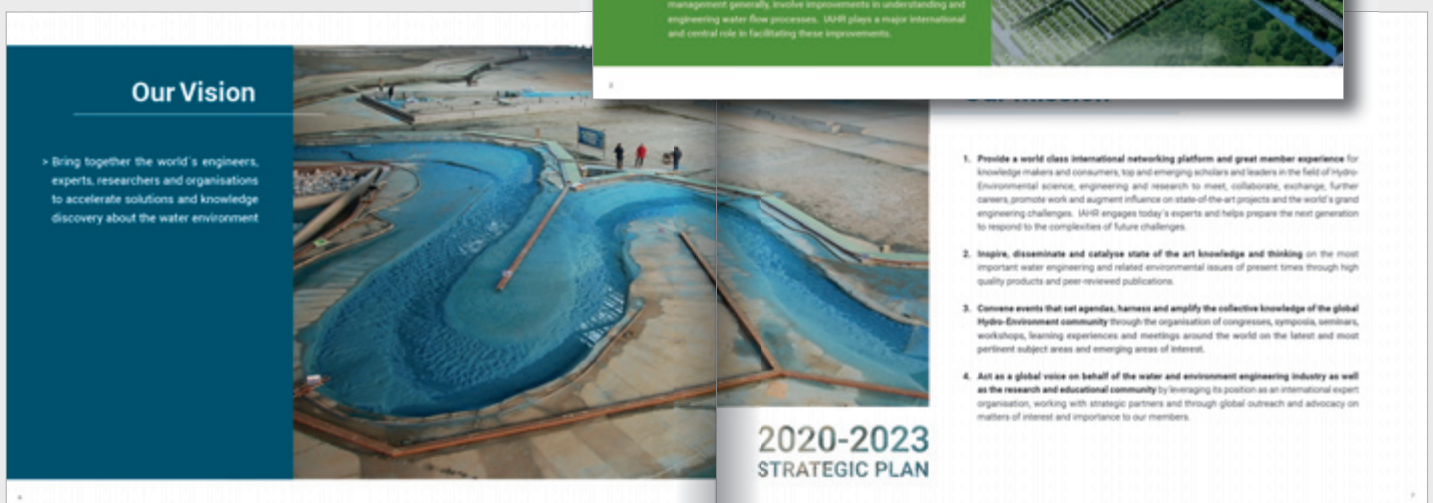 management generally, involve improvements in understanding and
engineering water flow processes. IAHR plays a major international
and central role in facilitating these improvements.
Our Vision
> Bring together the world´s engineers,
experts, researchers and organisations
to accelerate solutions and knowledge
discovery about the water environment
2020-2023
STRATEGIC PLAN
Our Mission
1. Provide a world class international networking platform and great member experience for
knowledge makers and consumers, top and emerging scholars and leaders in the field of Hydro-
Environmental science, engineering and research to meet, collaborate, exchange, further
careers, promote work and augment influence on state-of-the-art projects and the world's grand
engineering challenges. IAHR engages today's experts and helps prepare the next generation
to respond to the complexities of future challenges.
2. Inspire, disseminate and catalyse state of the art knowledge and thinking on the most
important water engineering and related environmental issues of present times through high
quality products and peer-reviewed publications.
3. Convene events that set agendas, harness and amplify the collective knowledge of the global
Hydro-Environment community through the organisation of congresses, symposia, seminars,
workshops, learning experiences and meetings around the world on the latest and most
pertinent subject areas and emerging areas of interest.
4. Act as a global voice on behalf of the water and environment engineering industry as well
as the research and educational community by leveraging its position as an international expert
organisation, working with strategic partners and through global outreach and advocacy on
matters of interest and importance to our members.